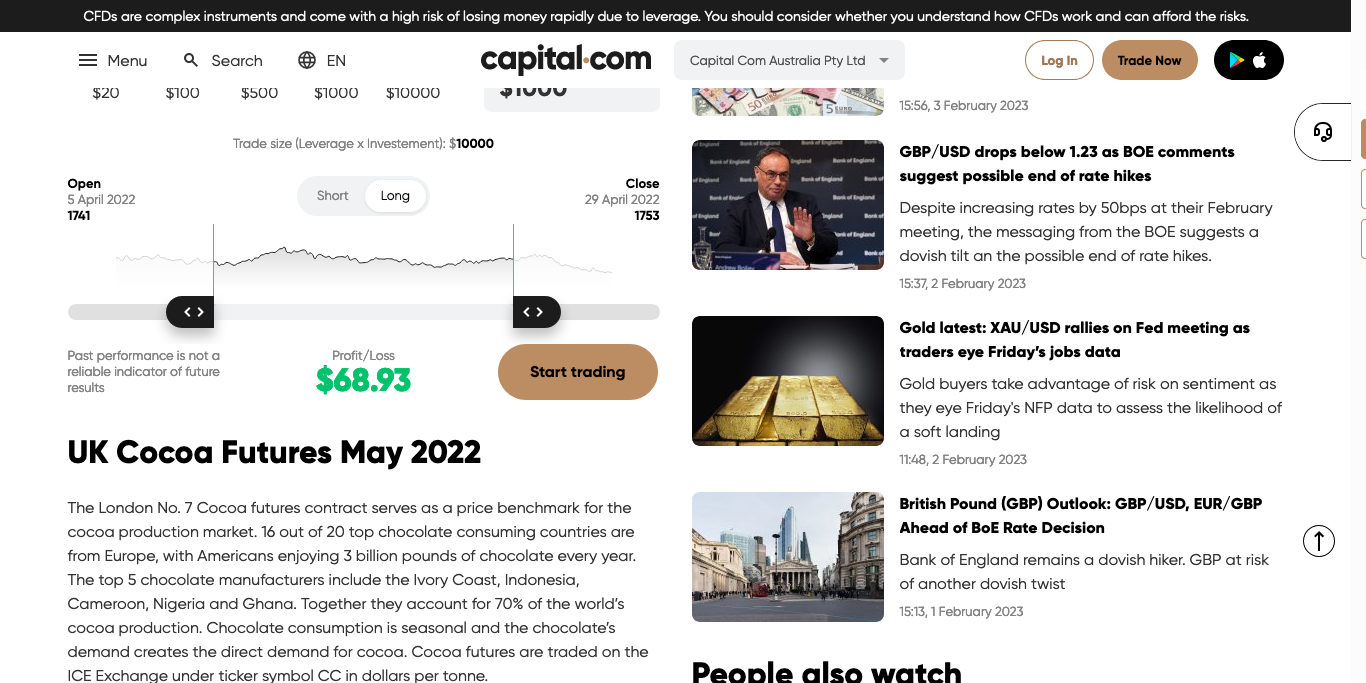 CFDs are complex instruments and come with a high risk of losing money rapidly due to leverage. You should consider whether you understand how CFDs work and can afford the risks.
Menu
Search
EN
capital.com
Capital Com Australia Pty Ltd
Log In
Trade Now
$20
$100
$500
$1000
$10000
$1000
Trade size (Leverage x Investement): $10000
Open
5 April 2022
1741
Short
Long
Close
29 April 2022
1753
Past performance is not a
reliable indicator of future
results
Profit/Loss
$68.93
Start trading
UK Cocoa Futures May 2022
The London No. 7 Cocoa futures contract serves as a price benchmark for the
cocoa production market. 16 out of 20 top chocolate consuming countries are
from Europe, with Americans enjoying 3 billion pounds of chocolate every year.
The top 5 chocolate manufacturers include the Ivory Coast, Indonesia,
Cameroon, Nigeria and Ghana. Together they account for 70% of the world's
cocoa production. Chocolate consumption is seasonal and the chocolate's
demand creates the direct demand for cocoa. Cocoa futures are traded on the
ICE Exchange under ticker symbol CC in dollars per tonne.
15:56, 3 February 2023
GBP/USD drops below 1.23 as BOE comments
suggest possible end of rate hikes
Despite increasing rates by 50bps at their February
meeting, the messaging from the BOE suggests a
dovish tilt an the possible end of rate hikes.
15:37, 2 February 2023
Gold latest: XAU/USD rallies on Fed meeting as
traders eye Friday's jobs data
Gold buyers take advantage of risk on sentiment as
they eye Friday's NFP data to assess the likelihood of
a soft landing
11:48, 2 February 2023
British Pound (GBP) Outlook: GBP/USD, EUR/GBP
Ahead of BoE Rate Decision
Bank of England remains a dovish hiker. GBP at risk
of another dovish twist
15:13, 1 February 2023
People also watch